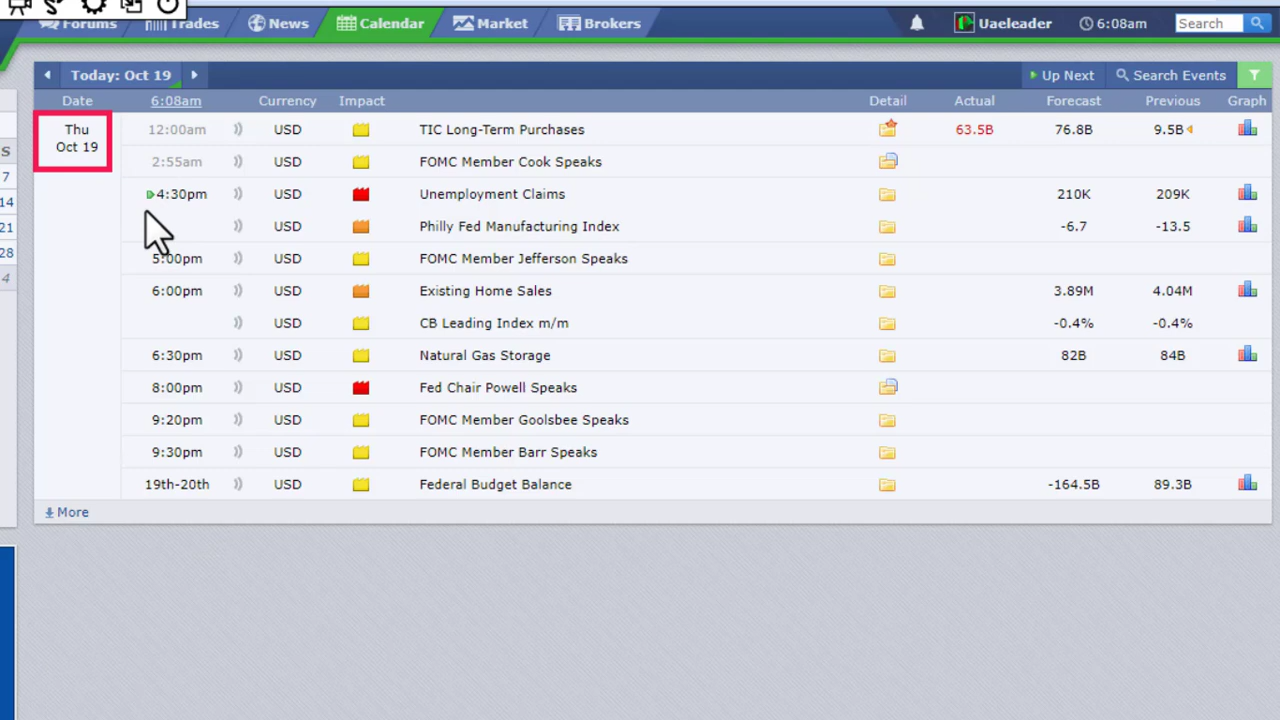 Forums Trades News Calendar Market Brokers Uaeleader 6:08am Search
Today: Oct 19 Up Next Search Events
Date 6:08am Currency Impact Detail Actual Forecast Previous Graph
Thu
Oct 19
12:00am USD TIC Long-Term Purchases 63.5B 76.8B 9.5B
2:55am USD FOMC Member Cook Speaks
4:30pm USD Unemployment Claims 210K 209K
USD Philly Fed Manufacturing Index -6.7 -13.5
5:00pm USD FOMC Member Jefferson Speaks
6:00pm USD Existing Home Sales 3.89M 4.04M
USD CB Leading Index m/m -0.4% -0.4%
6:30pm USD Natural Gas Storage 82B 84B
8:00pm USD Fed Chair Powell Speaks
9:20pm USD FOMC Member Goolsbee Speaks
9:30pm USD FOMC Member Barr Speaks
19th-20th USD Federal Budget Balance -164.5B 89.3B
More
S
7
14
21
28
4